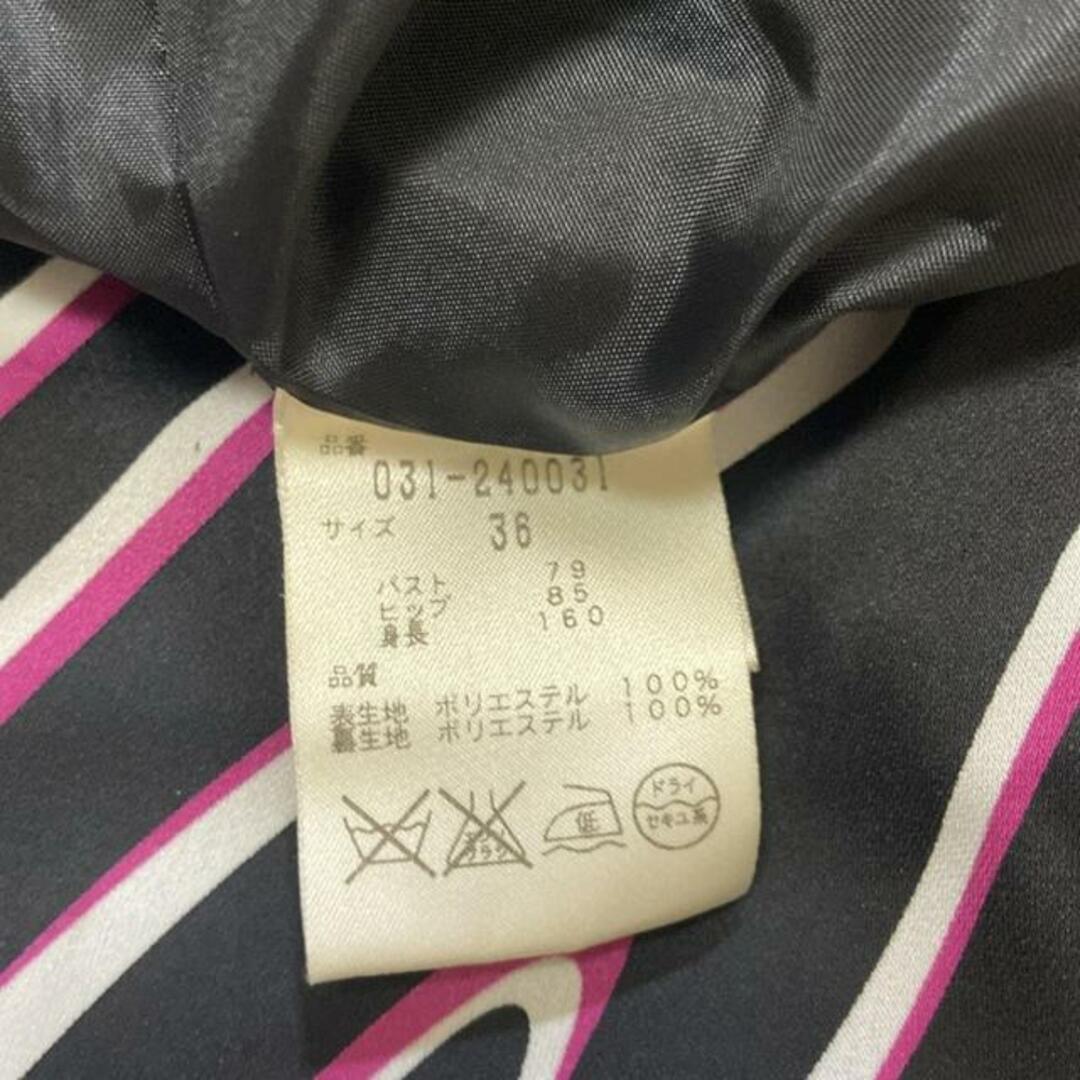 品番
031-240031
サイズ 36
バスト 79
ヒップ 85
身長 160
品質
表生地 ポリエステル 100%
裏生地 ポリエステル 100%
低
ドライ
セキユ系